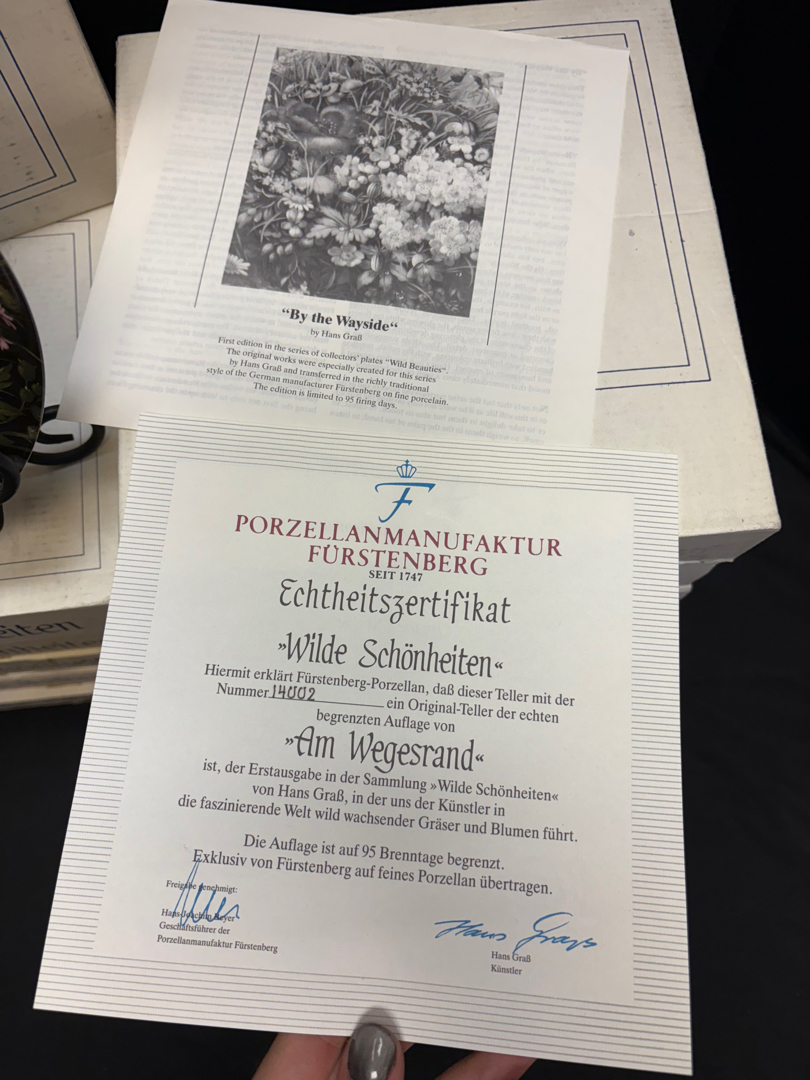 “By the Wayside“
by Hans Graß
First edition in the series of collectors' plates “Wild Beauties“.
The original works were especially created for this series
by Hans Graß and transferred in the richly traditional
style of the German manufacturer Fürstenberg on fine porcelain.
The edition is limited to 95 firing days.
F
PORZELLANMANUFAKTUR
FÜRSTENBERG
SEIT 1747
Echtheitszertifikat
»Wilde Schönheiten«
Hiermit erklärt Fürstenberg-Porzellan, daß dieser Teller mit der
Nummer 14002 ein Original-Teller der echten
begrenzten Auflage von
»Am Wegesrand«
ist, der Erstausgabe in der Sammlung »Wilde Schönheiten«
von Hans Graß, in der uns der Künstler in
die faszinierende Welt wild wachsender Gräser und Blumen führt.
Die Auflage ist auf 95 Brenntage begrenzt.
Exklusiv von Fürstenberg auf feines Porzellan übertragen.
Freigabe genehmigt:
Hans-Joachim
Geschäftsführer der
Porzellanmanufaktur Fürstenberg
Hans Grass
Hans Graß
Künstler